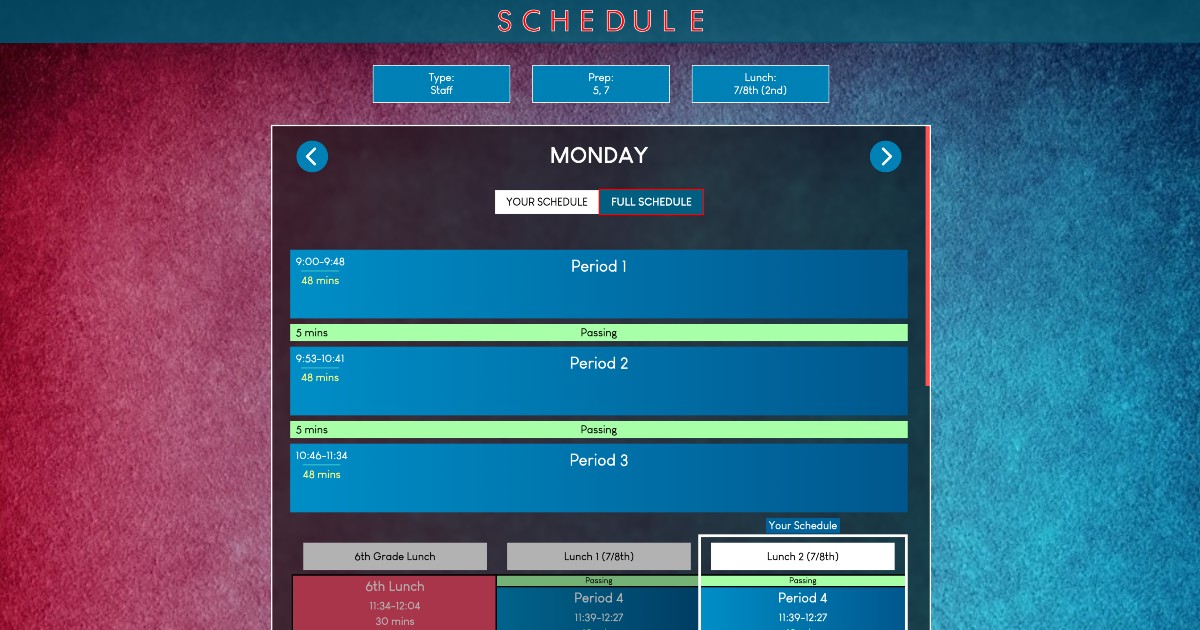 SCHEDULE
Type:
Staff
Prep:
5, 7
Lunch:
7/8th (2nd)
MONDAY
YOUR SCHEDULE
FULL SCHEDULE
9:00-9:48
48 mins
Period 1
5 mins
Passing
9:53-10:41
48 mins
Period 2
5 mins
Passing
10:46-11:34
48 mins
Period 3
Your Schedule
6th Grade Lunch
Lunch 1 (7/8th)
Lunch 2 (7/8th)
6th Lunch
11:34-12:04
30 mins
Passing
Period 4
11:39-12:27
Passing
Period 4
11:39-12:27